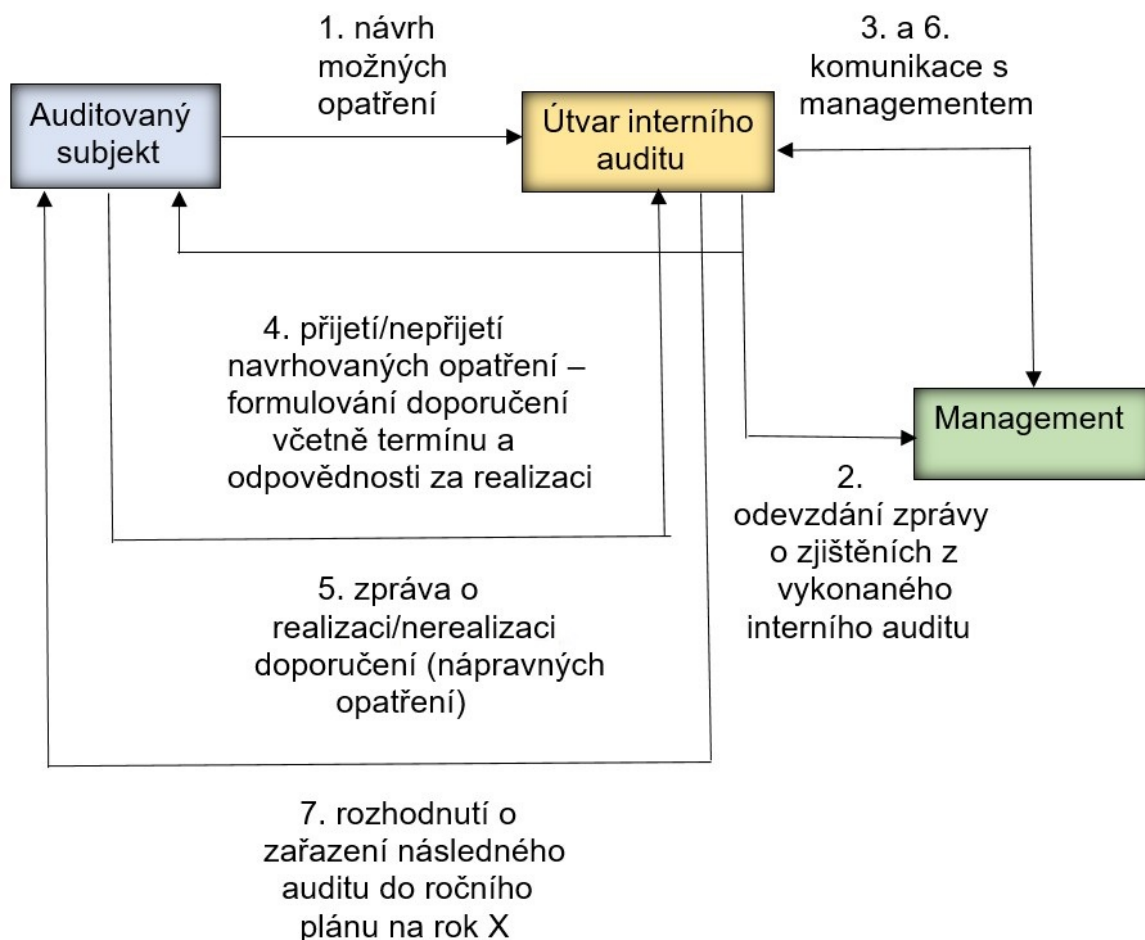 1. návrh
možných
opatření
3. a 6.
komunikace s
managementem
Auditovaný
subjekt
Útvar interního
auditu
4. přijetí/nepřijetí
navrhovaných opatření –
formulování doporučení
včetně termínu a
odpovědnosti za realizaci
Management
2.
odevzdání zprávy
o zjištěních z
vykonaného
interního auditu
5. zpráva o
realizaci/nerealizaci
doporučení (nápravných
opatření)
7. rozhodnutí o
zařazení následného
auditu do ročního
plánu na rok X